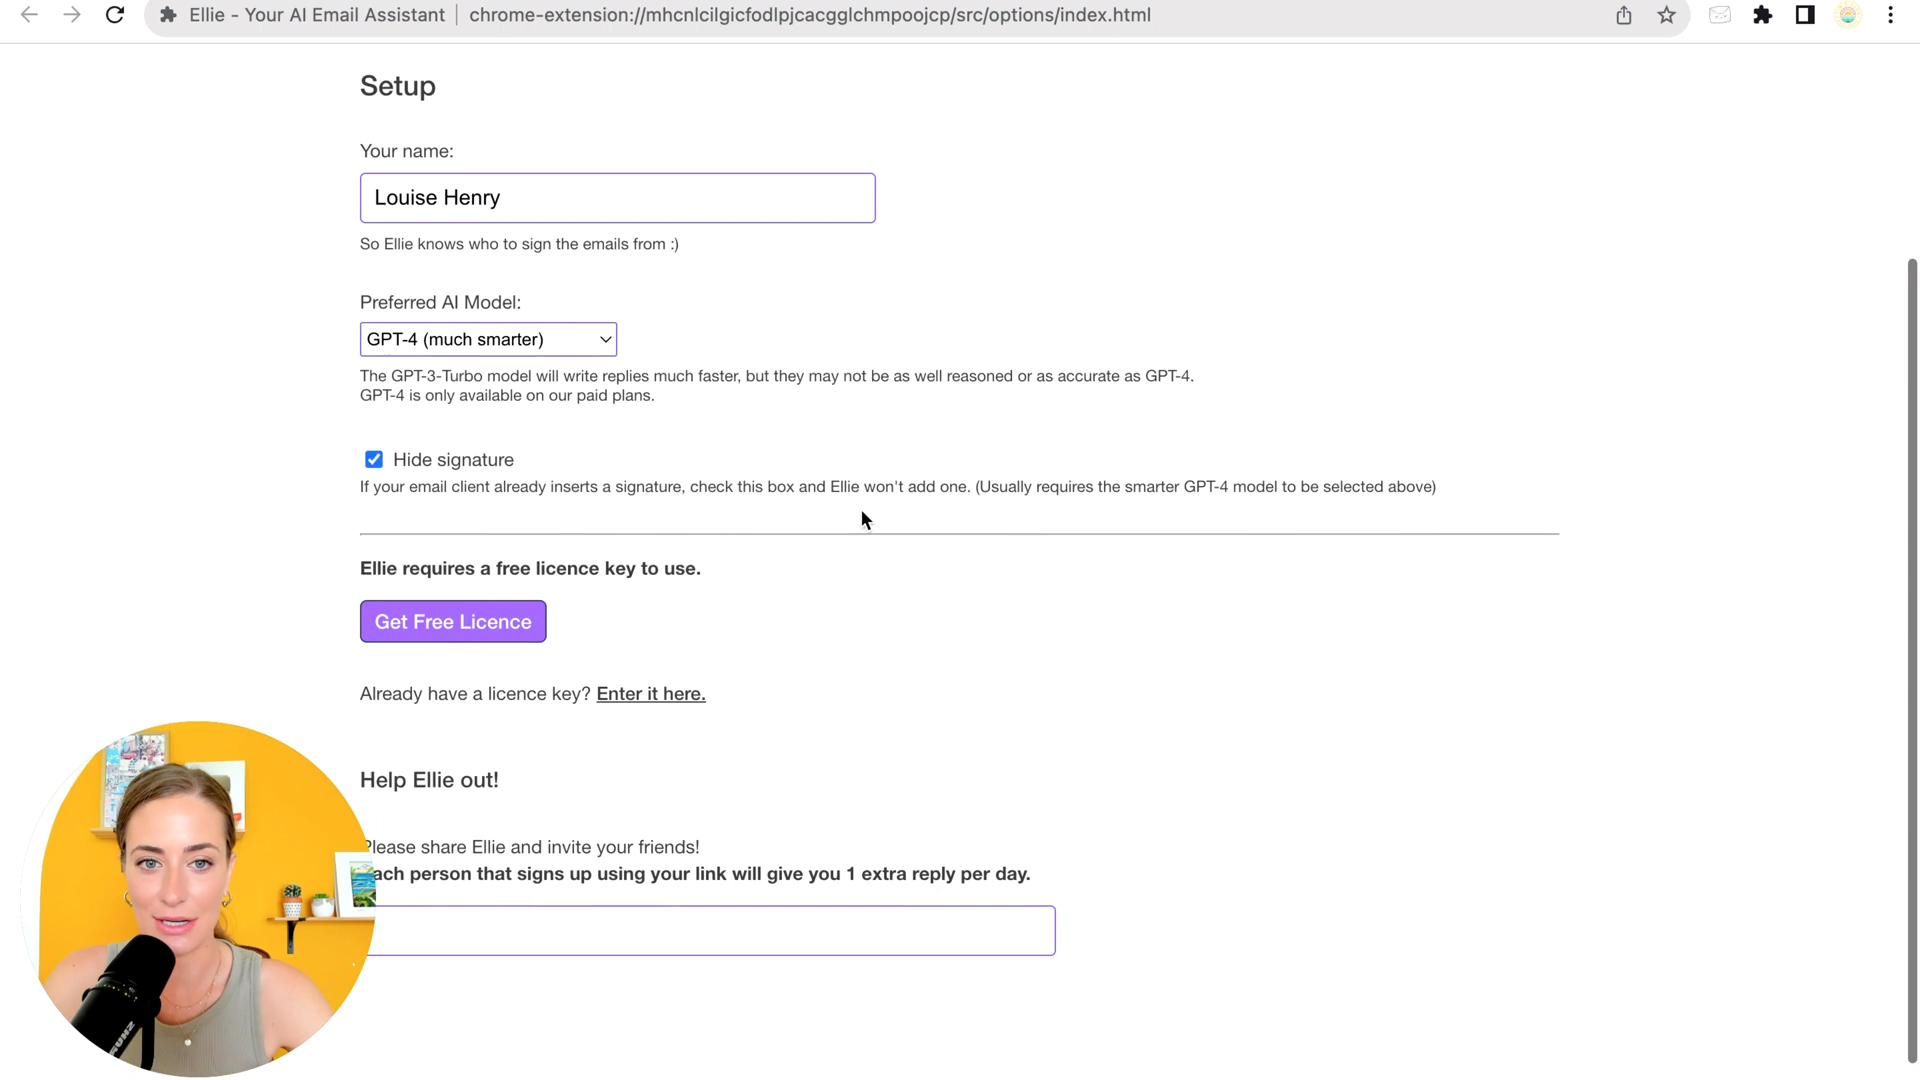 Ellie - Your AI Email Assistant | chrome-extension://mhcnlcilgicfodlpjcacgglchmpoojcp/src/options/index.html
Setup
Your name:
Louise Henry
So Ellie knows who to sign the emails from :)
Preferred AI Model:
GPT-4 (much smarter)
The GPT-3-Turbo model will write replies much faster, but they may not be as well reasoned or as accurate as GPT-4.
GPT-4 is only available on our paid plans.
Hide signature
If your email client already inserts a signature, check this box and Ellie won't add one. (Usually requires the smarter GPT-4 model to be selected above)
Ellie requires a free licence key to use.
Get Free Licence
Already have a licence key? Enter it here.
Help Ellie out!
Please share Ellie and invite your friends!
ach person that signs up using your link will give you 1 extra reply per day.